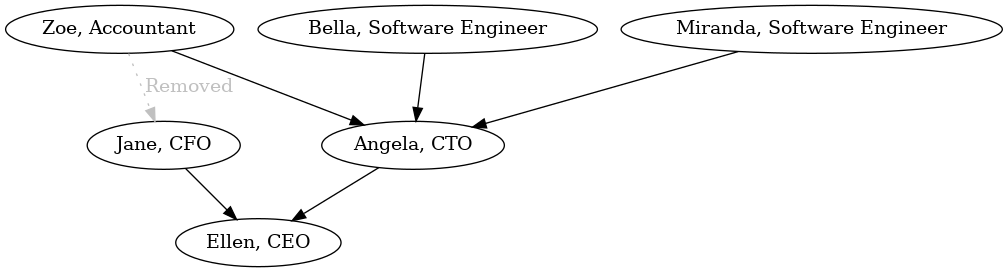 Zoe, Accountant
Bella, Software Engineer
Miranda, Software Engineer
Removed
Jane, CFO
Angela, CTO
Ellen, CEO